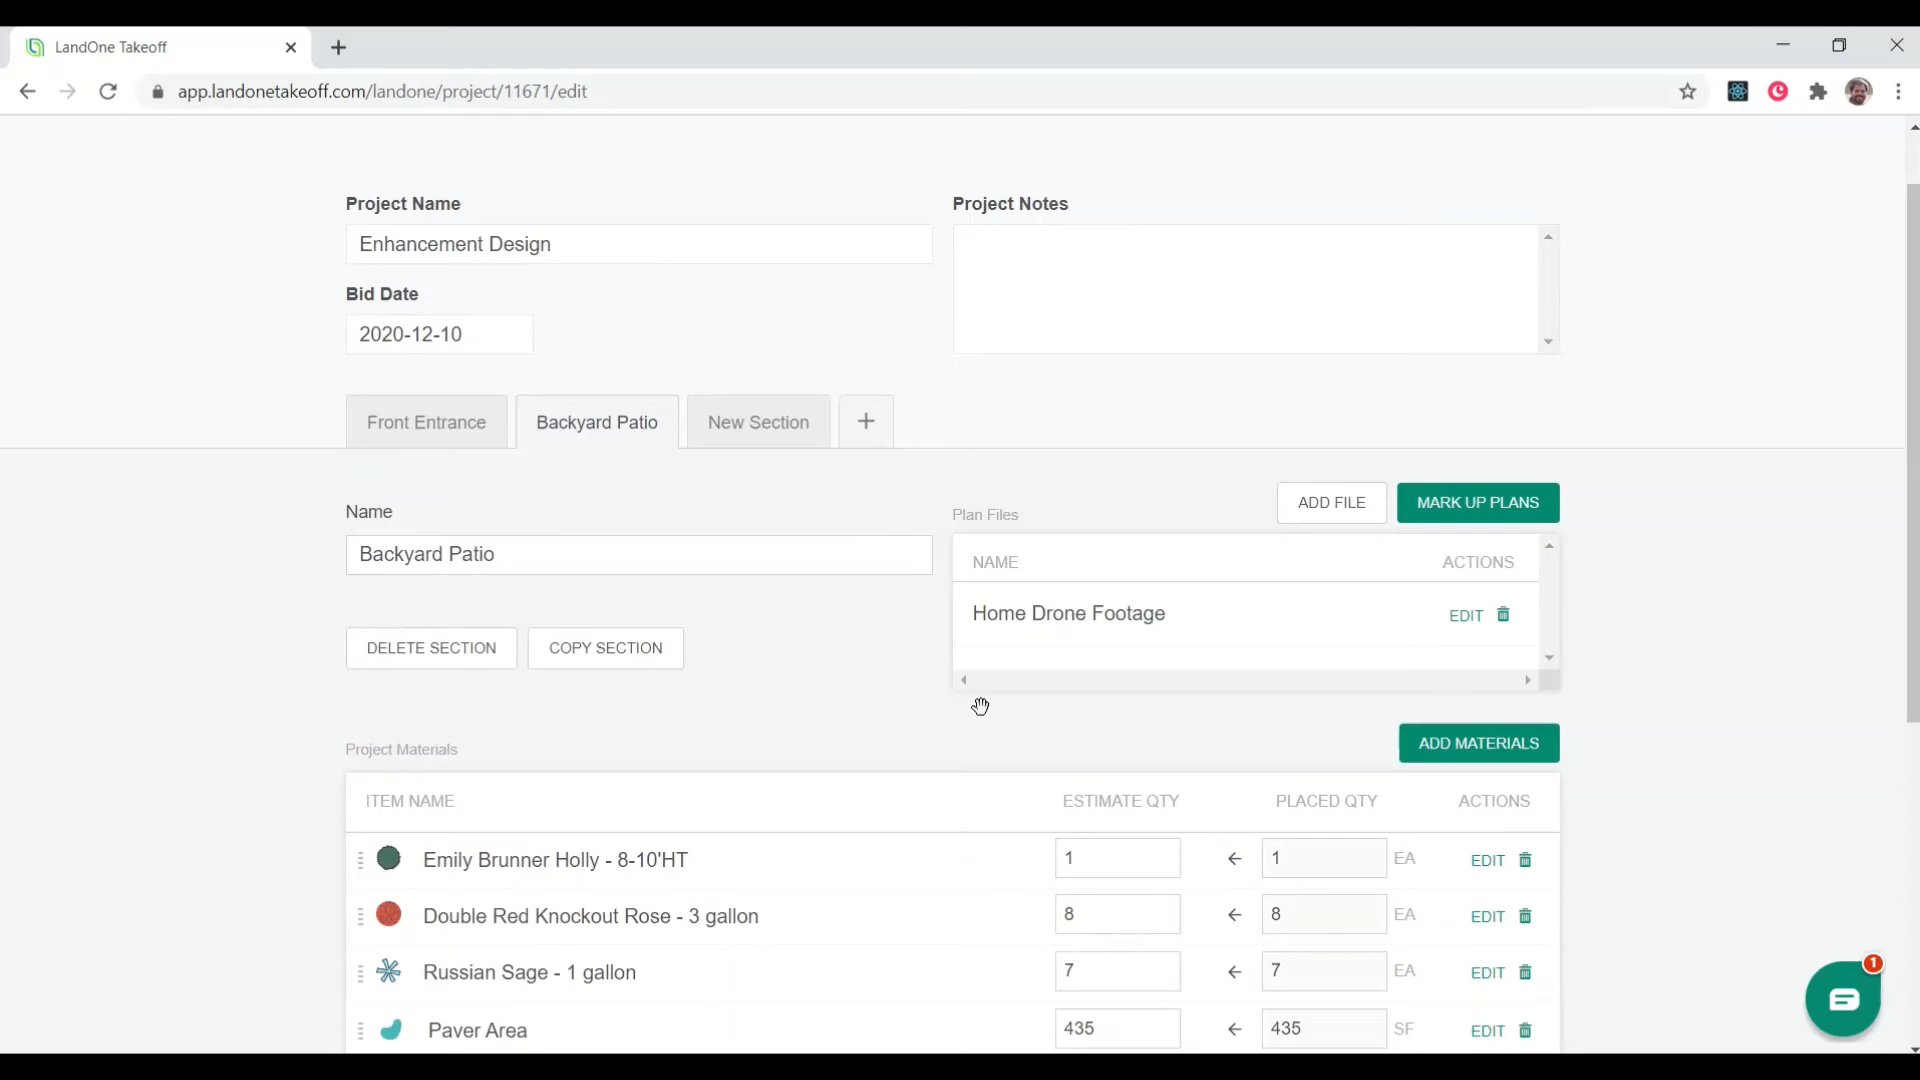 LandOne Takeoff
app.landonetakeoff.com/landone/project/11671/edit
Project Name
Project Notes
Enhancement Design
Bid Date
2020-12-10
Front Entrance
Backyard Patio
New Section
+
Name
Plan Files
ADD FILE
MARK UP PLANS
Backyard Patio
NAME ACTIONS
Home Drone Footage EDIT
DELETE SECTION
COPY SECTION
Project Materials
ADD MATERIALS
ITEM NAME ESTIMATE QTY PLACED QTY ACTIONS
Emily Brunner Holly - 8-10'HT 1 1 EA EDIT
Double Red Knockout Rose - 3 gallon 8 8 EA EDIT
Russian Sage - 1 gallon 7 7 EA EDIT
Paver Area 435 435 SF EDIT
1